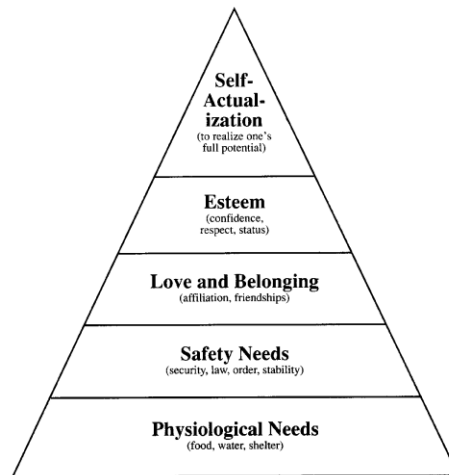 Self-
Actual-
ization
(to realize one's
full potential)
Esteem
(confidence,
respect, status)
Love and Belonging
(affiliation, friendships)
Safety Needs
(security, law, order, stability)
Physiological Needs
(food, water, shelter)